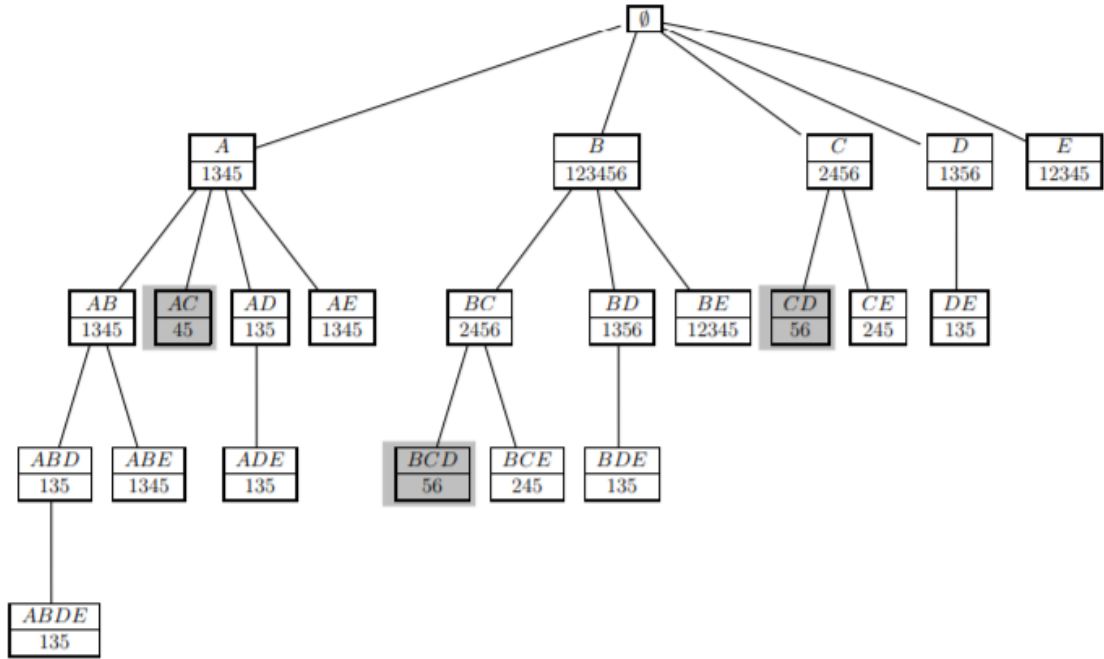 ∅
A B C D E
1345 123456 2456 1356 12345
AB AC AD AE BC BD BE CD CE DE
1345 45 135 1345 2456 1356 12345 56 245 135
ABD ABE ADE BCD BCE BDE
135 1345 135 56 245 135
ABDE
135